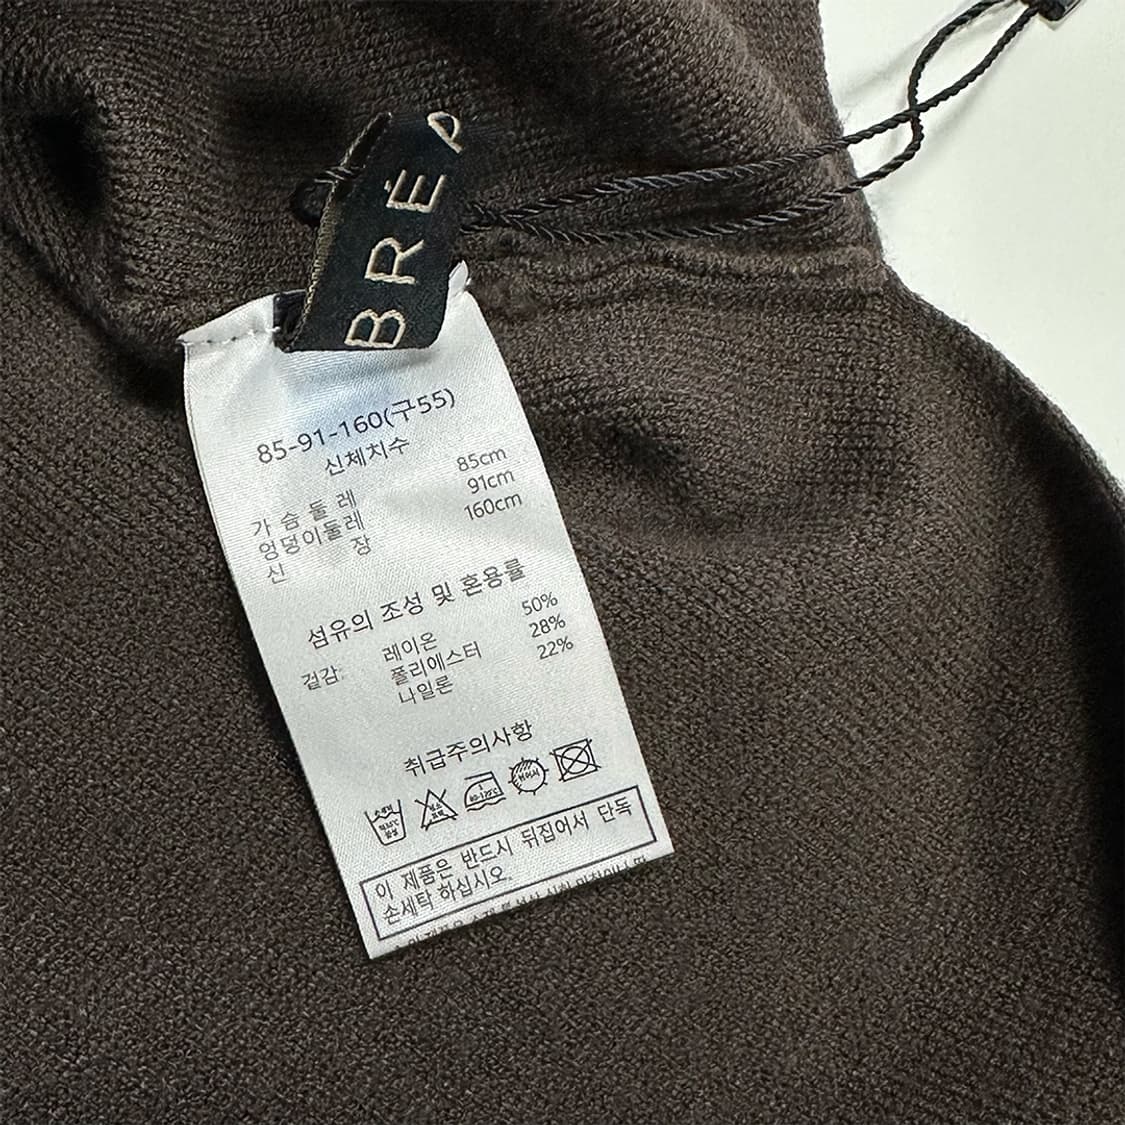 BRÉP
85-91-160(구55)
신체치수
가 슴 둘 레 85cm
엉덩이둘레 91cm
신 장 160cm
섬유의 조성 및 혼용률
겉감: 레이온 50%
폴리에스터 28%
나일론 22%
취급주의사항
80-120℃
이 제품은 반드시 뒤집어서 단독
손세탁 하십시오.